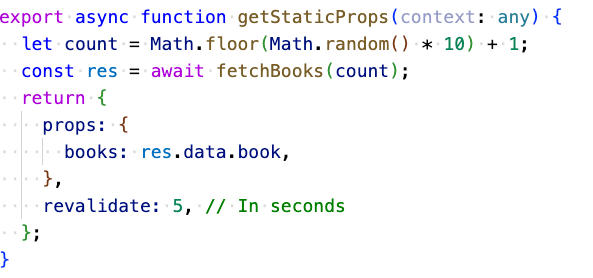 export async function getStaticProps(context: any) {
  let count = Math.floor(Math.random() * 10) + 1;
  const res = await fetchBooks(count);
  return {
    props: {
      books: res.data.book,
    },
    revalidate: 5, // In seconds
  };
}